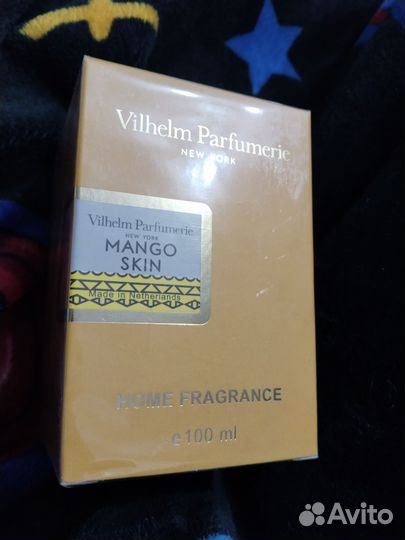 Vilhelm Parfumerie
NEW YORK
Vilhelm Parfumerie
NEW YORK
MANGO
SKIN
Made in Netherlands
HOME FRAGRANCE
e 100 ml
Avito